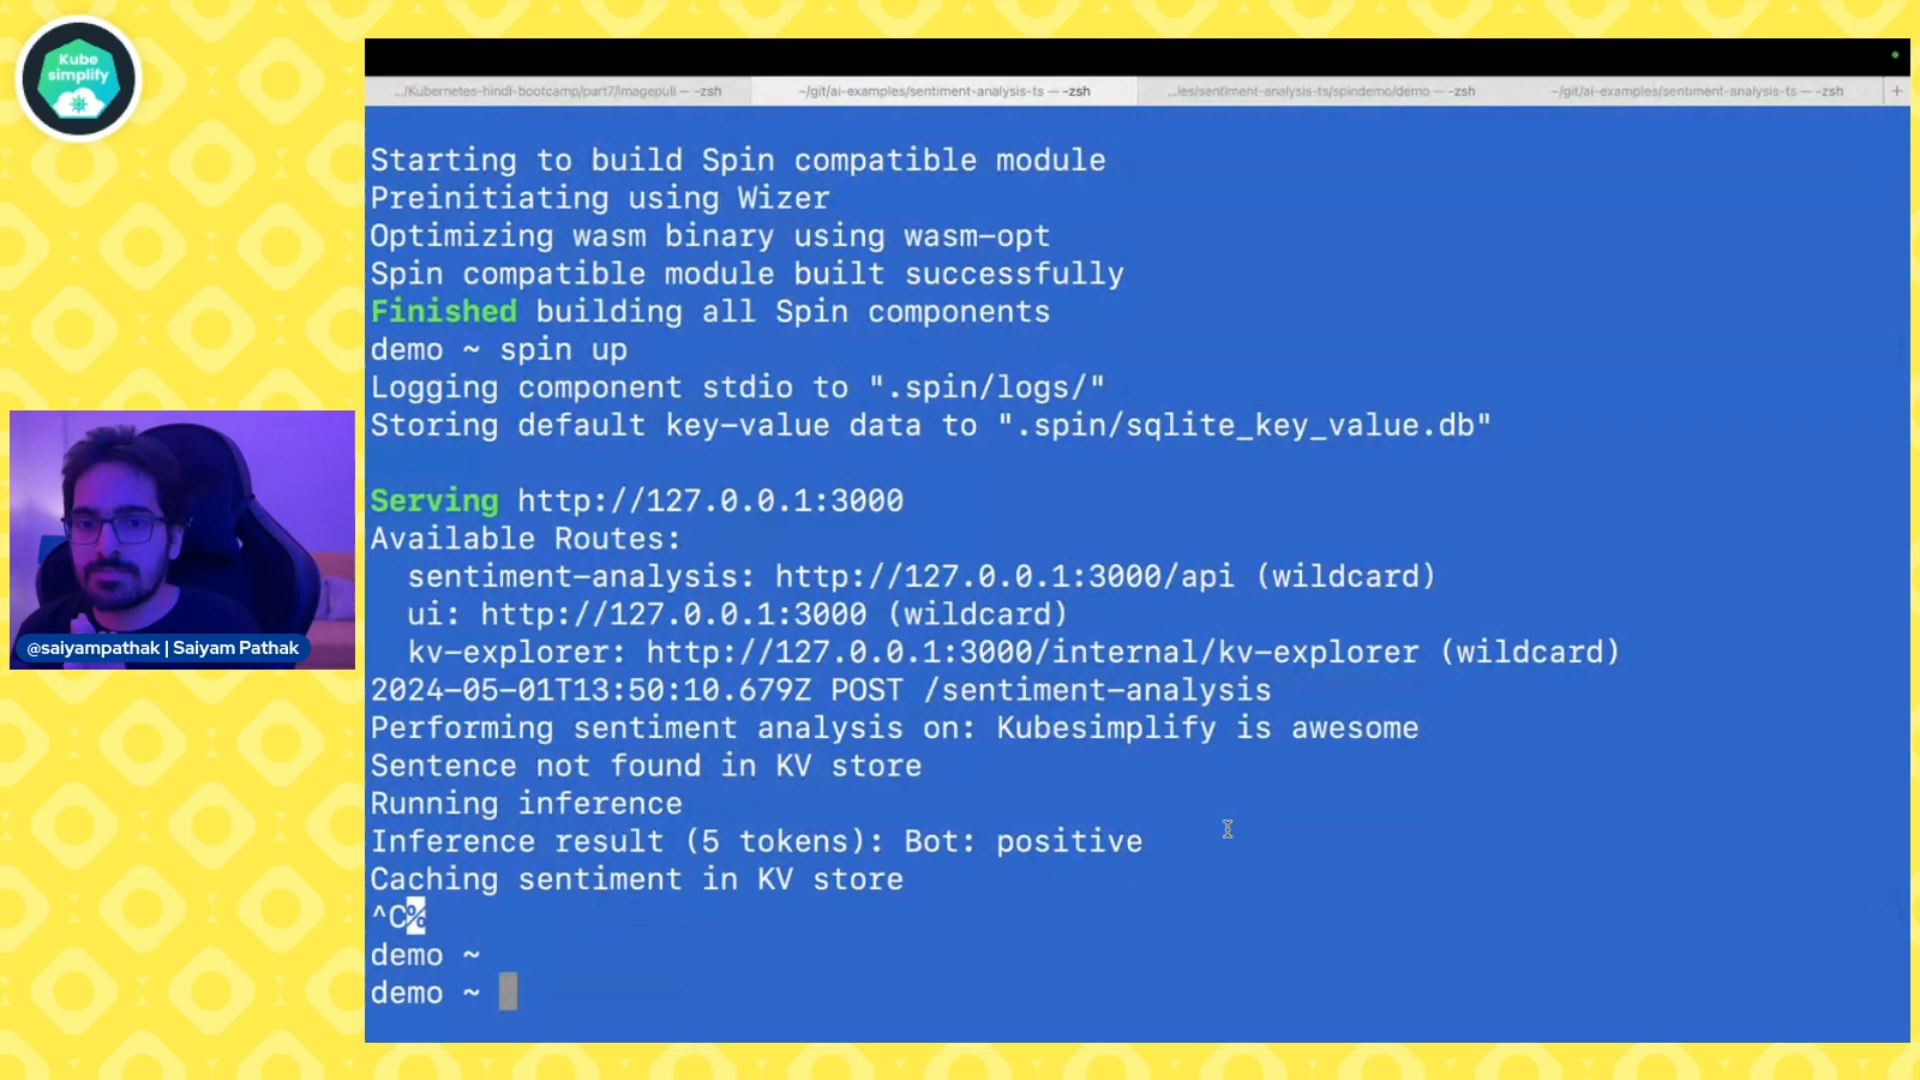 Kube
simplify
.../Kubernetes-hindi-bootcamp/part7/imagepull — -zsh
~/git/ai-examples/sentiment-analysis-ts — -zsh
...les/sentiment-analysis-ts/spindemo/demo — -zsh
~/git/ai-examples/sentiment-analysis-ts — -zsh
+
Starting to build Spin compatible module
Preinitiating using Wizer
Optimizing wasm binary using wasm-opt
Spin compatible module built successfully
Finished building all Spin components
demo ~ spin up
Logging component stdio to ".spin/logs/"
Storing default key-value data to ".spin/sqlite_key_value.db"
Serving http://127.0.0.1:3000
Available Routes:
sentiment-analysis: http://127.0.0.1:3000/api (wildcard)
ui: http://127.0.0.1:3000 (wildcard)
kv-explorer: http://127.0.0.1:3000/internal/kv-explorer (wildcard)
2024-05-01T13:50:10.679Z POST /sentiment-analysis
Performing sentiment analysis on: Kubesimplify is awesome
Sentence not found in KV store
Running inference
Inference result (5 tokens): Bot: positive
Caching sentiment in KV store
^C%
demo ~
demo ~
@saiyampathak | Saiyam Pathak